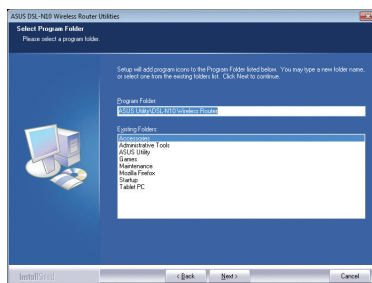 ASUS DSL-N10 Wireless Router Utilities
Select Program Folder
Please select a program folder.
Setup will add program icons to the Program Folder listed below. You may type a new folder name, or select one from the existing folders list. Click Next to continue.
Program Folder:
ASUS Utility\DSL-N10 Wireless Router
Existing Folders:
Accessories
Administrative Tools
ASUS Utility
Games
Maintenance
Mozilla Firefox
Startup
Tablet PC
InstallShield
< Back
Next >
Cancel